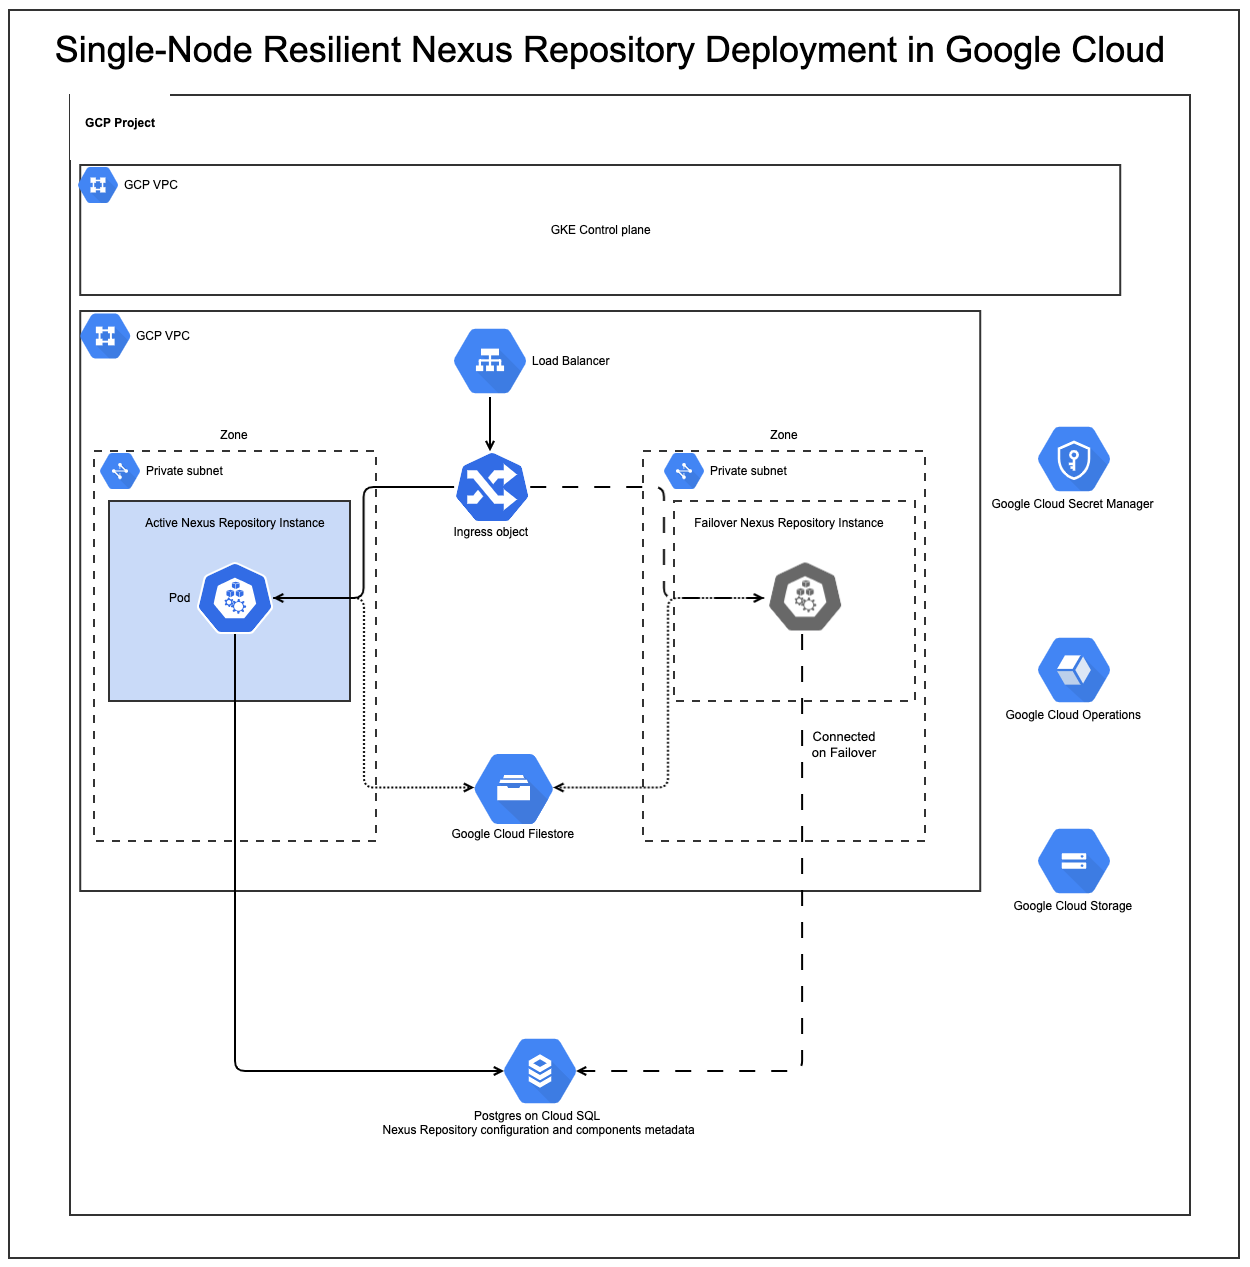 Single-Node Resilient Nexus Repository Deployment in Google Cloud
GCP Project
GCP VPC
GKE Control plane
GCP VPC
Load Balancer
Zone
Zone
Private subnet
Private subnet
Google Cloud Secret Manager
Active Nexus Repository Instance
Ingress object
Failover Nexus Repository Instance
Pod
Google Cloud Operations
Connected
on Failover
Google Cloud Filestore
Google Cloud Storage
Postgres on Cloud SQL
Nexus Repository configuration and components metadata